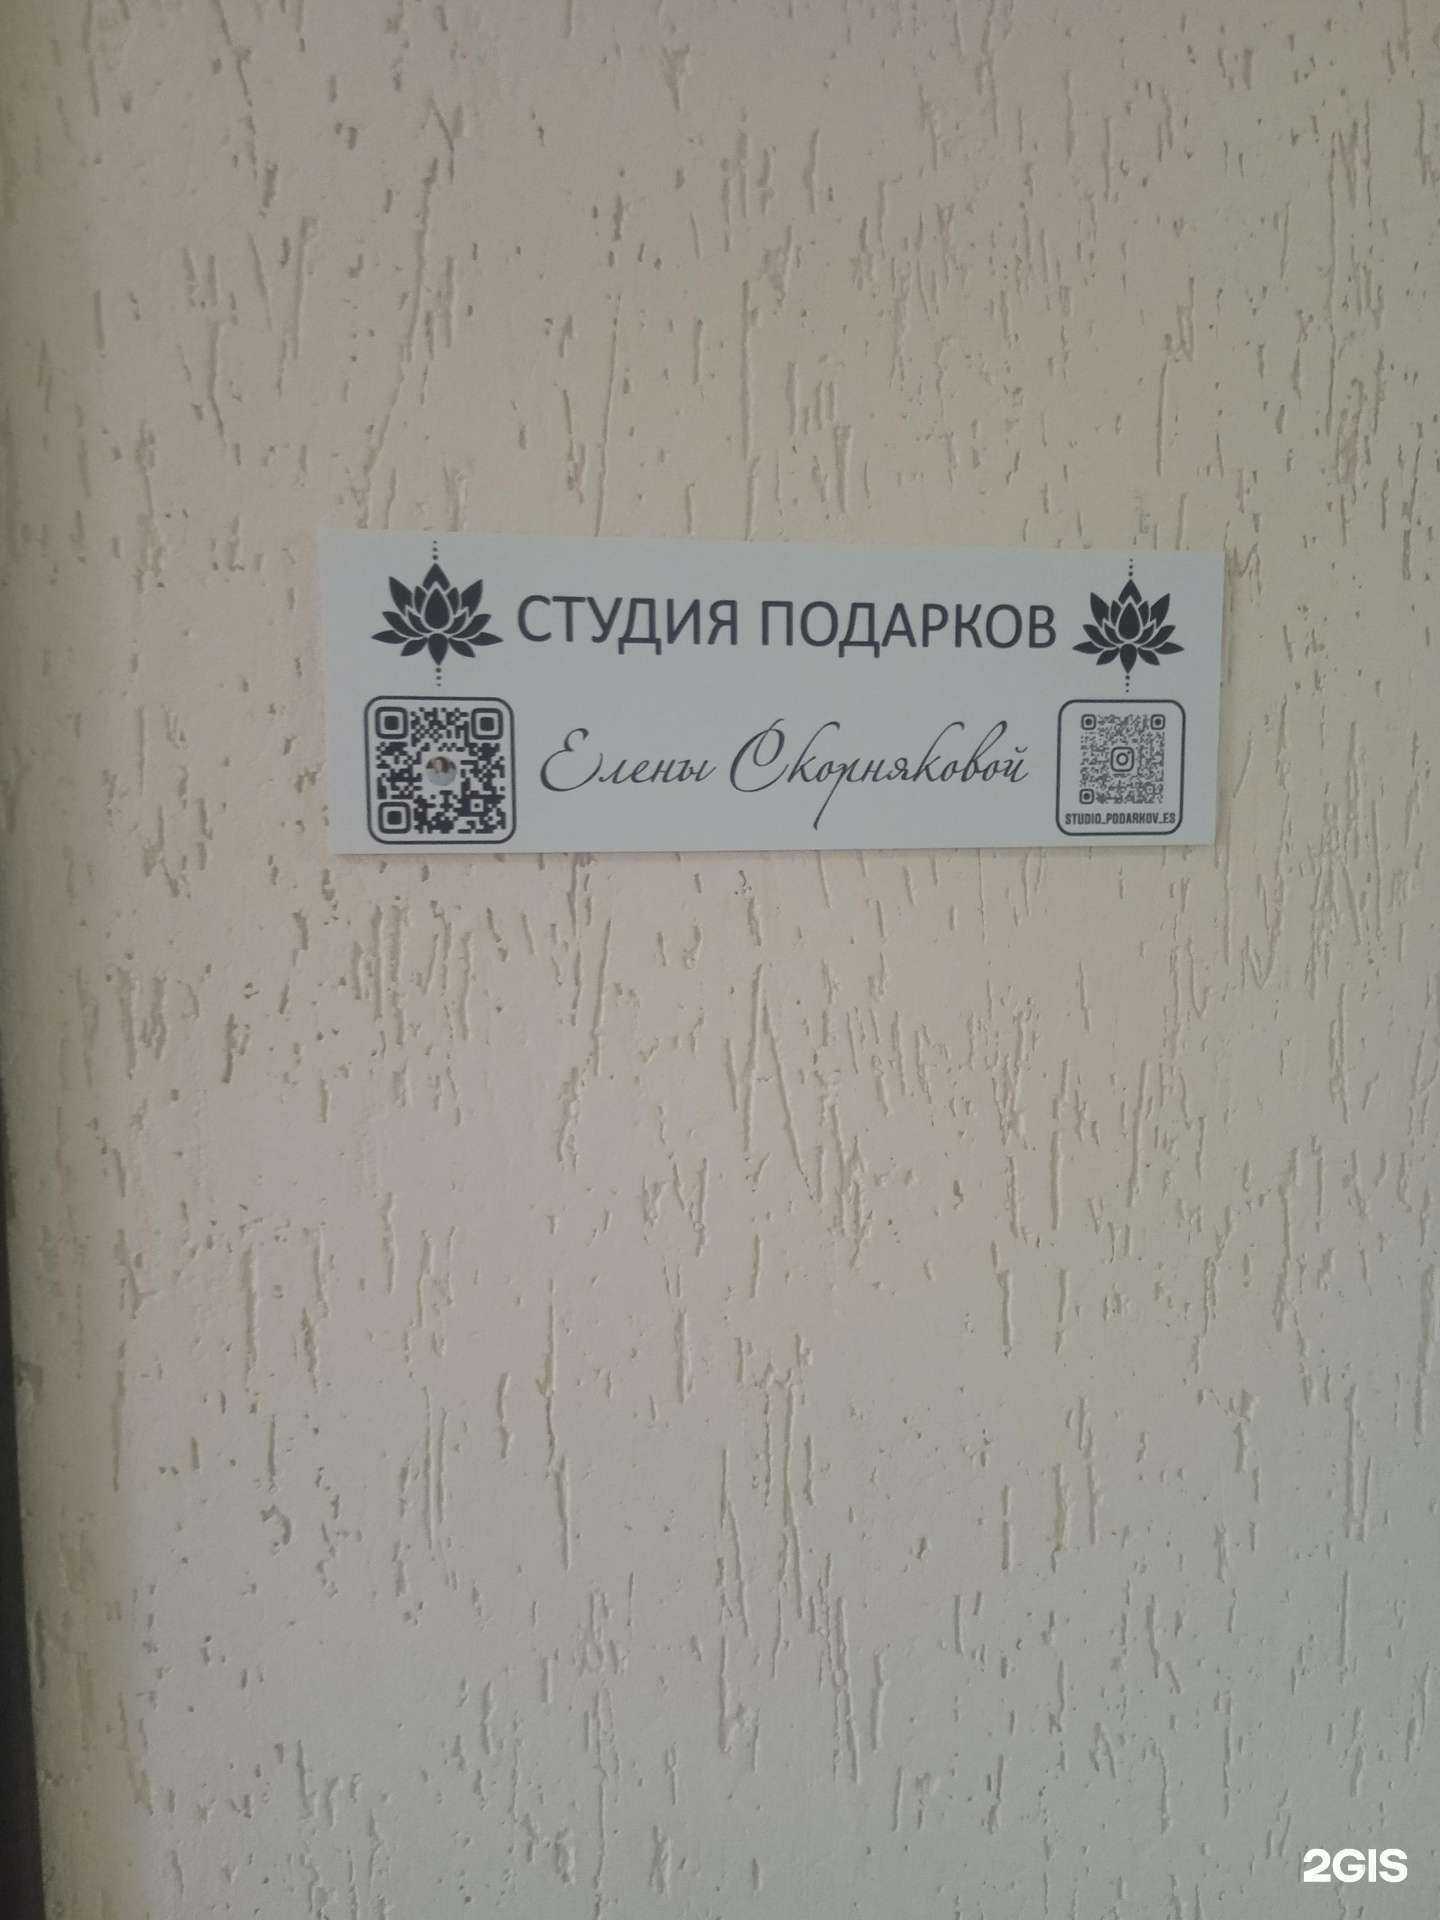 СТУДИЯ ПОДАРКОВ
Елены Скорняковой
STUDIO_PODARKOV_ES
2GIS